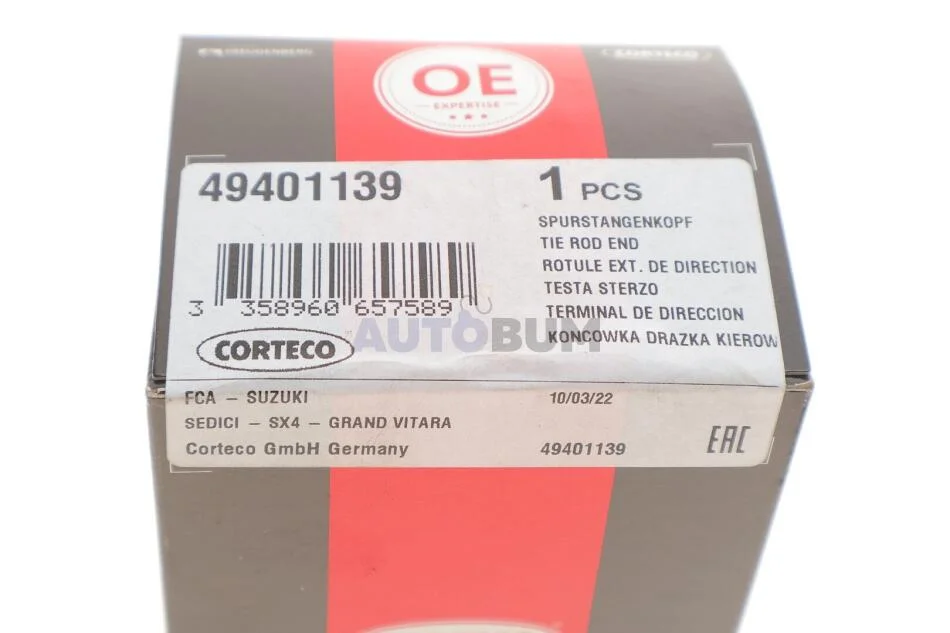 FREUDENBERG
CORTECO
OE
EXPERTISE
49401139
1 PCS
SPURSTANGENKOPF
TIE ROD END
ROTULE EXT. DE DIRECTION
TESTA STERZO
TERMINAL DE DIRECCION
KONCOWKA DRAZKA KIEROW
3 358960 657589
AUTOBUM
CORTECO
FCA - SUZUKI
10/03/22
SEDICI - SX4 - GRAND VITARA
Corteco GmbH Germany
49401139
EAC